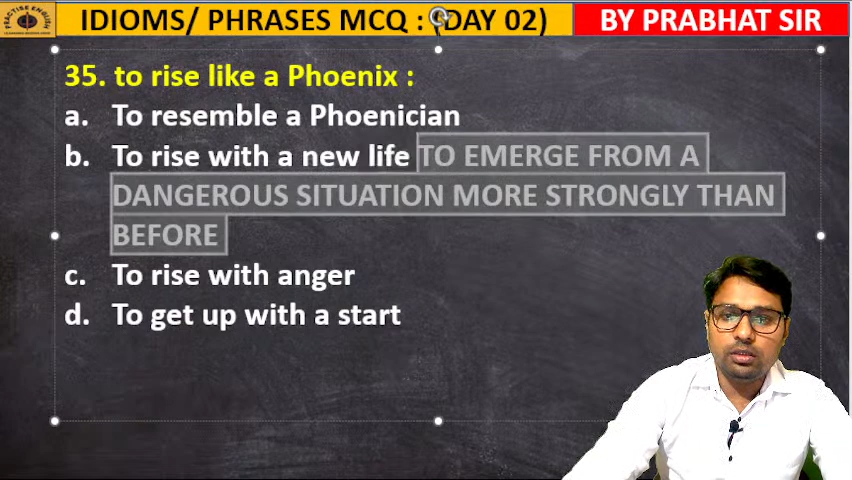 PRACTISE ENGLISH
IDIOMS/ PHRASES MCQ : (DAY 02)
BY PRABHAT SIR
35. to rise like a Phoenix :
a. To resemble a Phoenician
b. To rise with a new life TO EMERGE FROM A
DANGEROUS SITUATION MORE STRONGLY THAN
BEFORE
c. To rise with anger
d. To get up with a start